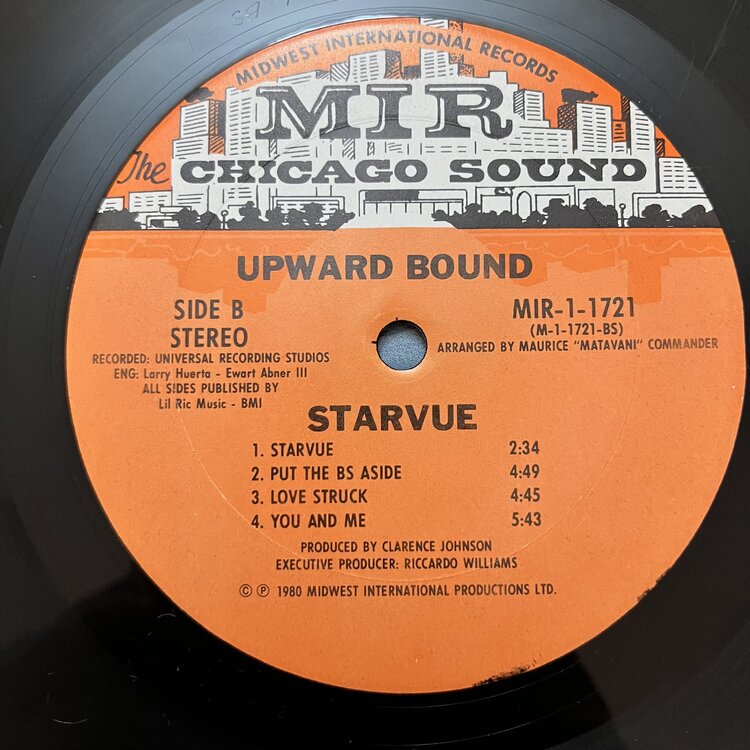 MIDWEST INTERNATIONAL RECORDS
MIR
The CHICAGO SOUND
UPWARD BOUND
SIDE B
STEREO
RECORDED: UNIVERSAL RECORDING STUDIOS
ENG: Larry Huerta - Ewart Abner III
ALL SIDES PUBLISHED BY
Lil Ric Music - BMI
MIR-1-1721
(M-1-1721-BS)
ARRANGED BY MAURICE "MATAVANI" COMMANDER
STARVUE
1. STARVUE 2:34
2. PUT THE BS ASIDE 4:49
3. LOVE STRUCK 4:45
4. YOU AND ME 5:43
PRODUCED BY CLARENCE JOHNSON
EXECUTIVE PRODUCER: RICCARDO WILLIAMS
© ℗ 1980 MIDWEST INTERNATIONAL PRODUCTIONS LTD.